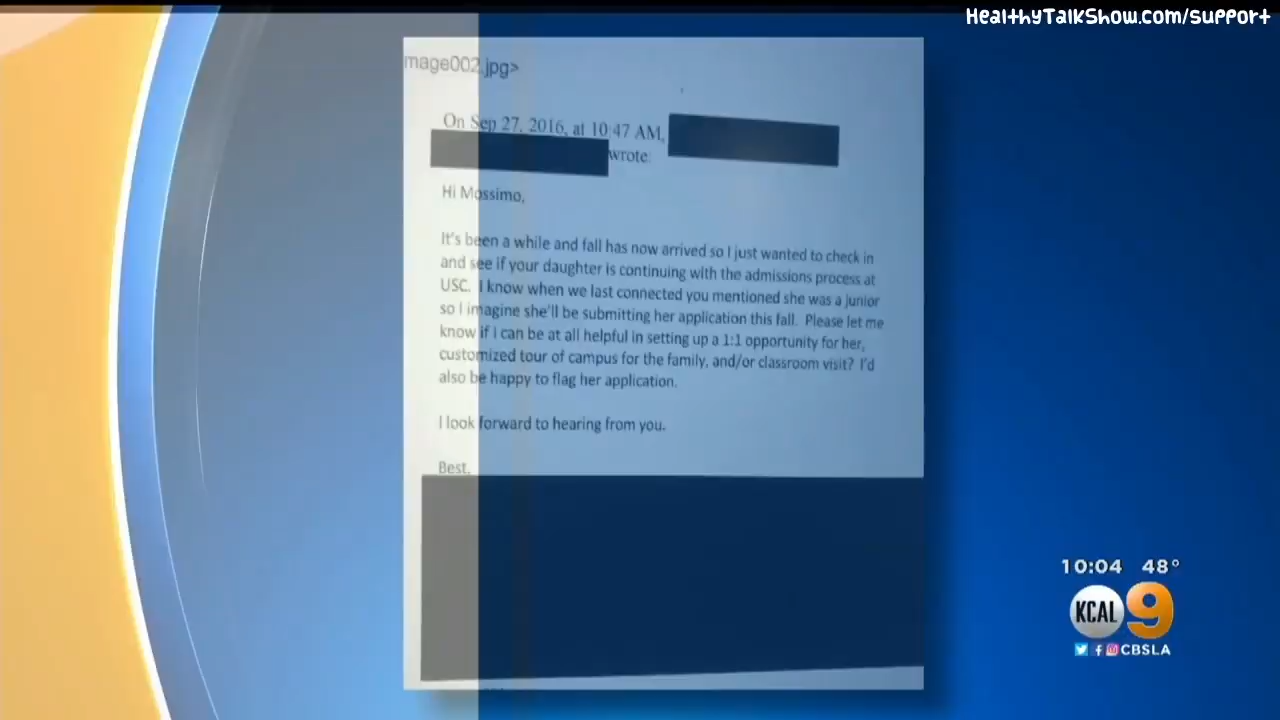 HealthyTalkShow.com/support
mage002.jpg>
On Sep 27, 2016, at 10:47 AM,
wrote:
Hi Mossimo,
It's been a while and fall has now arrived so I just wanted to check in
and see if your daughter is continuing with the admissions process at
USC. I know when we last connected you mentioned she was a junior
so I imagine she'll be submitting her application this fall. Please let me
know if I can be at all helpful in setting up a 1:1 opportunity for her,
customized tour of campus for the family, and/or classroom visit? I'd
also be happy to flag her application.
I look forward to hearing from you.
Best,
10:04 48°
KCAL 9
CBSLA